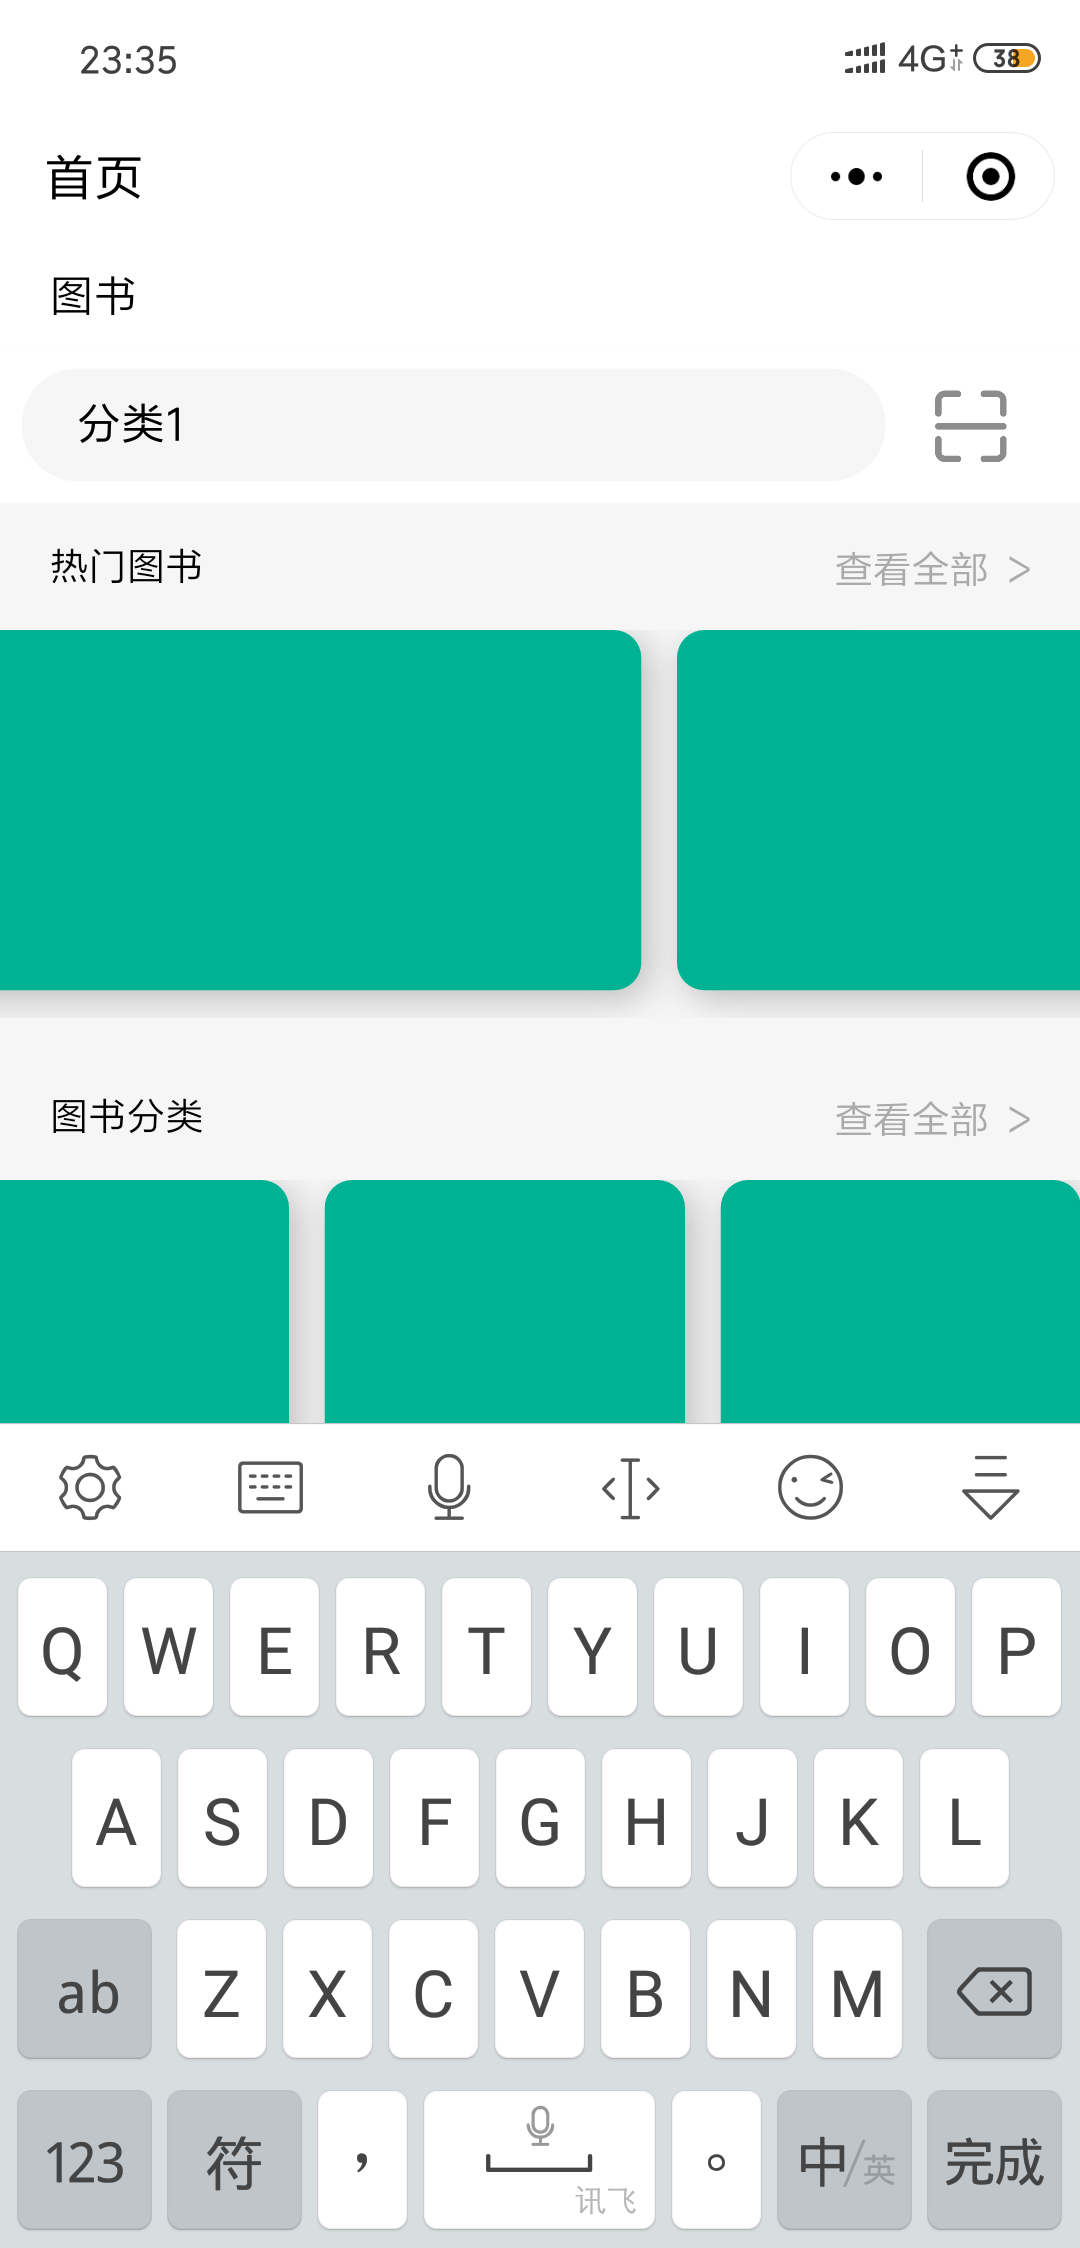 23:35 4G+ 38
首页
图书
分类1
热门图书 查看全部 >
图书分类 查看全部 >
Q W E R T Y U I O P
A S D F G H J K L
ab Z X C V B N M
123 符 ， 讯飞 。 中/英 完成